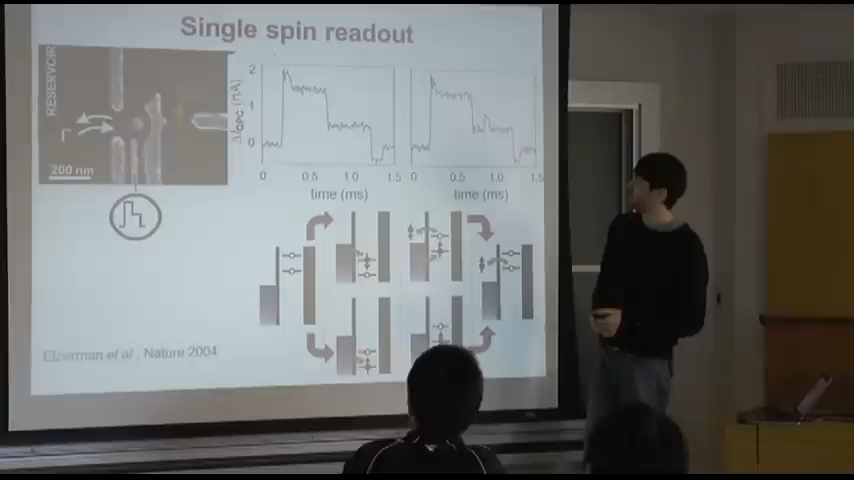 Single spin readout
RESERVOIR
Γ
200 nm
ΔI_QPC (nA)
2
1
0
0 0.5 1.0 1.5
time (ms)
0 0.5 1.0 1.5
time (ms)
Elzerman et al , Nature 2004